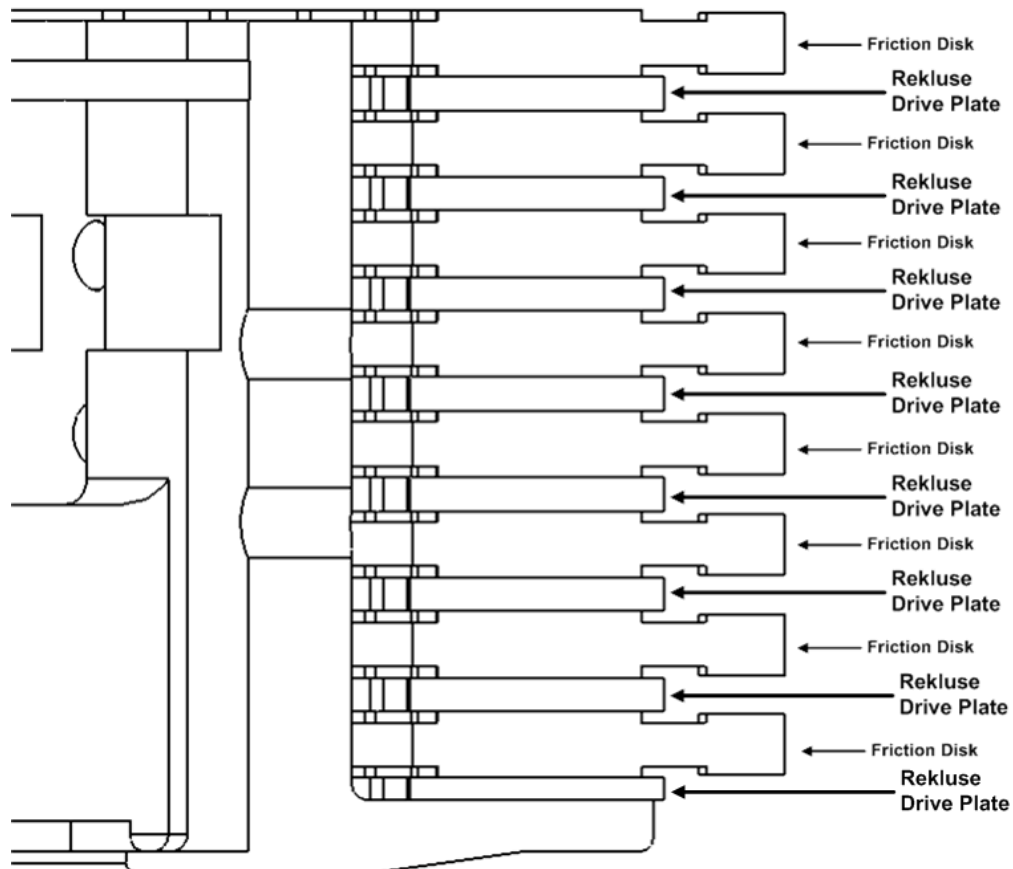 Friction Disk
Rekluse
Drive Plate
Friction Disk
Rekluse
Drive Plate
Friction Disk
Rekluse
Drive Plate
Friction Disk
Rekluse
Drive Plate
Friction Disk
Rekluse
Drive Plate
Friction Disk
Rekluse
Drive Plate
Friction Disk
Rekluse
Drive Plate
Friction Disk
Rekluse
Drive Plate